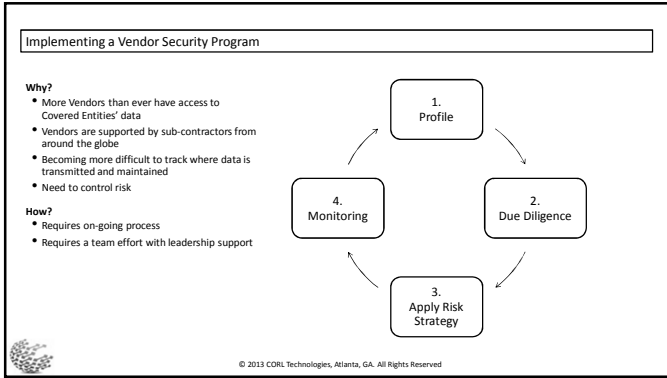 Implementing a Vendor Security Program
Why?
• More Vendors than ever have access to
Covered Entities' data
• Vendors are supported by sub-contractors from
around the globe
• Becoming more difficult to track where data is
transmitted and maintained
• Need to control risk
How?
• Requires on-going process
• Requires a team effort with leadership support
1.
Profile
2.
Due Diligence
3.
Apply Risk
Strategy
4.
Monitoring
© 2013 CORL Technologies, Atlanta, GA. All Rights Reserved